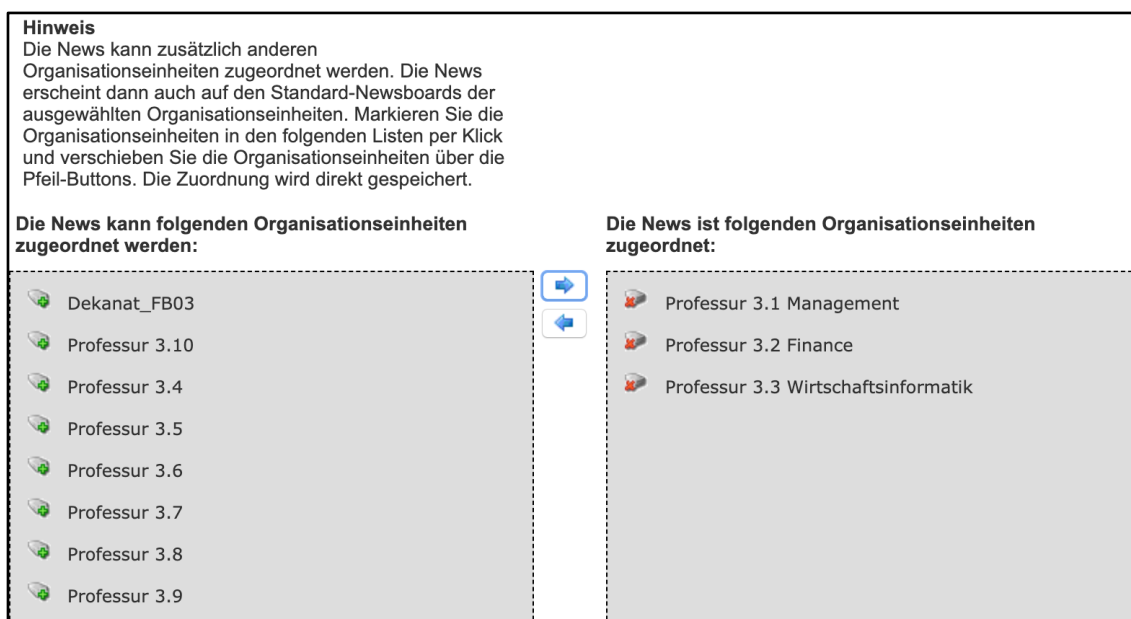 Hinweis
Die News kann zusätzlich anderen
Organisationseinheiten zugeordnet werden. Die News
erscheint dann auch auf den Standard-Newsboards der
ausgewählten Organisationseinheiten. Markieren Sie die
Organisationseinheiten in den folgenden Listen per Klick
und verschieben Sie die Organisationseinheiten über die
Pfeil-Buttons. Die Zuordnung wird direkt gespeichert.
Die News kann folgenden Organisationseinheiten
zugeordnet werden:
Dekanat_FB03
Professur 3.10
Professur 3.4
Professur 3.5
Professur 3.6
Professur 3.7
Professur 3.8
Professur 3.9
Die News ist folgenden Organisationseinheiten
zugeordnet:
Professur 3.1 Management
Professur 3.2 Finance
Professur 3.3 Wirtschaftsinformatik